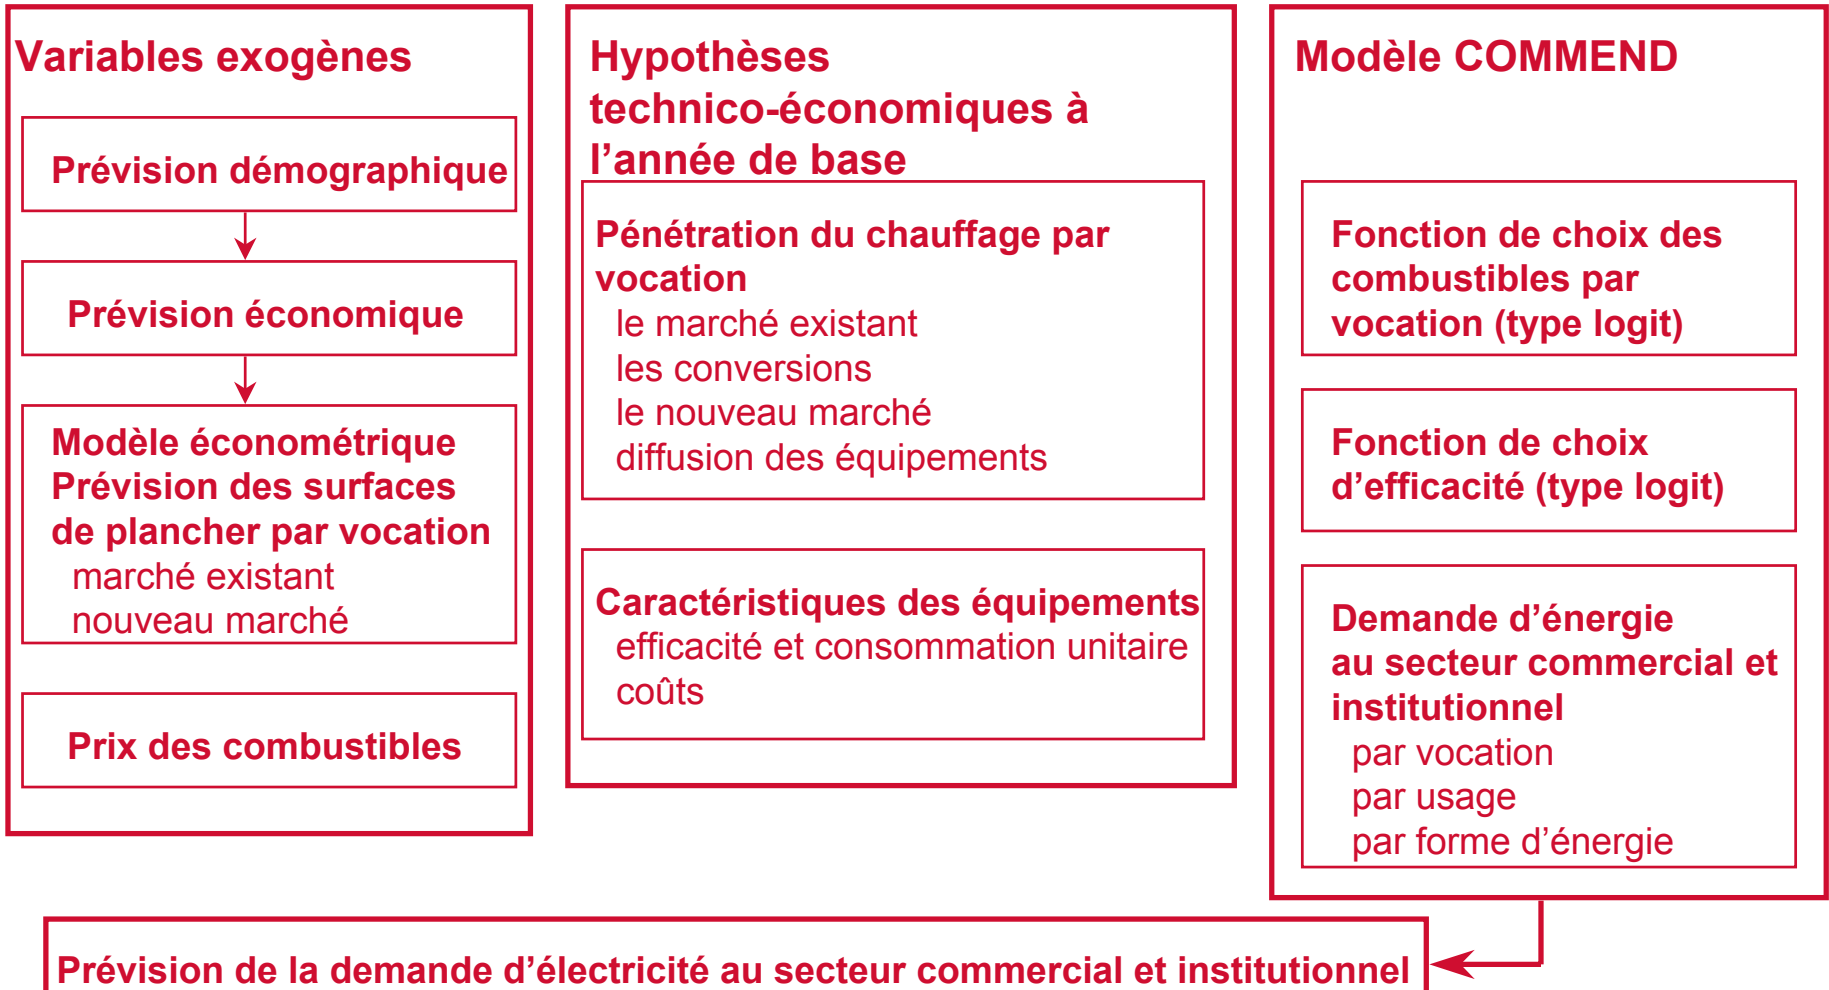 Variables exogènes
Prévision démographique
Prévision économique
Modèle économétrique
Prévision des surfaces
de plancher par vocation
marché existant
nouveau marché
Prix des combustibles
Hypothèses
technico-économiques à
l’année de base
Pénétration du chauffage par
vocation
le marché existant
les conversions
le nouveau marché
diffusion des équipements
Caractéristiques des équipements
efficacité et consommation unitaire
coûts
Modèle COMMEND
Fonction de choix des
combustibles par
vocation (type logit)
Fonction de choix
d’efficacité (type logit)
Demande d’énergie
au secteur commercial et
institutionnel
par vocation
par usage
par forme d’énergie
Prévision de la demande d’électricité au secteur commercial et institutionnel